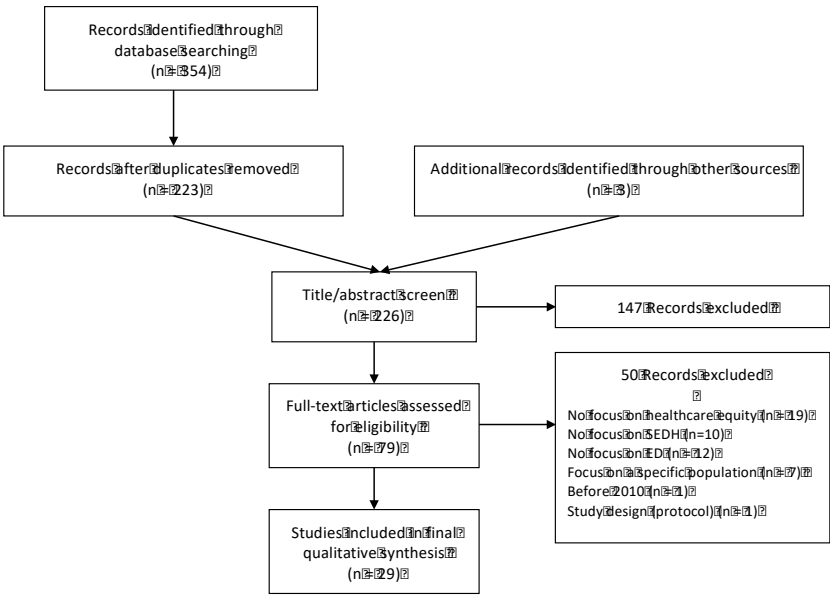 Records identified through
database searching
(n = 354)
Records after duplicates removed
(n = 223)
Additional records identified through other sources
(n = 3)
Title/abstract screen
(n = 226)
147 Records excluded
Full-text articles assessed
for eligibility
(n = 79)
50 Records excluded
No focus on healthcare equity (n = 19)
No focus on SEDH (n=10)
No focus on ED (n = 12)
Focus on a specific population (n = 7)
Before 2010 (n = 1)
Study design (protocol) (n = 1)
Studies included in final
qualitative synthesis
(n = 29)